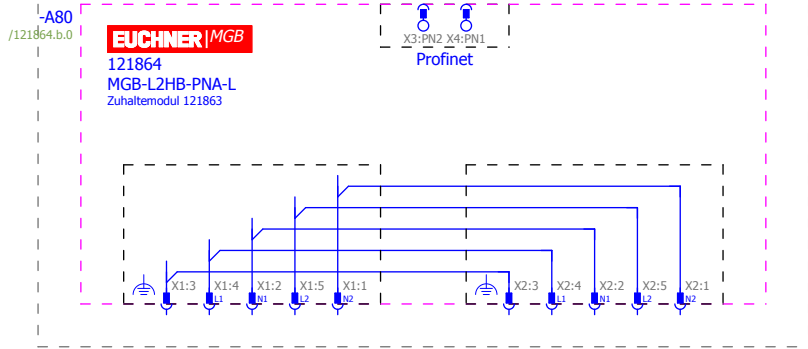 -A80
/121864.b.0
EUCHNER MGB
121864
MGB-L2HB-PNA-L
Zuhaltemodul 121863
X3:PN2 X4:PN1
Profinet
X1:3 X1:4 X1:2 X1:5 X1:1 X2:3 X2:4 X2:2 X2:5 X2:1
L1 N1 L2 N2 L1 N1 L2 N2